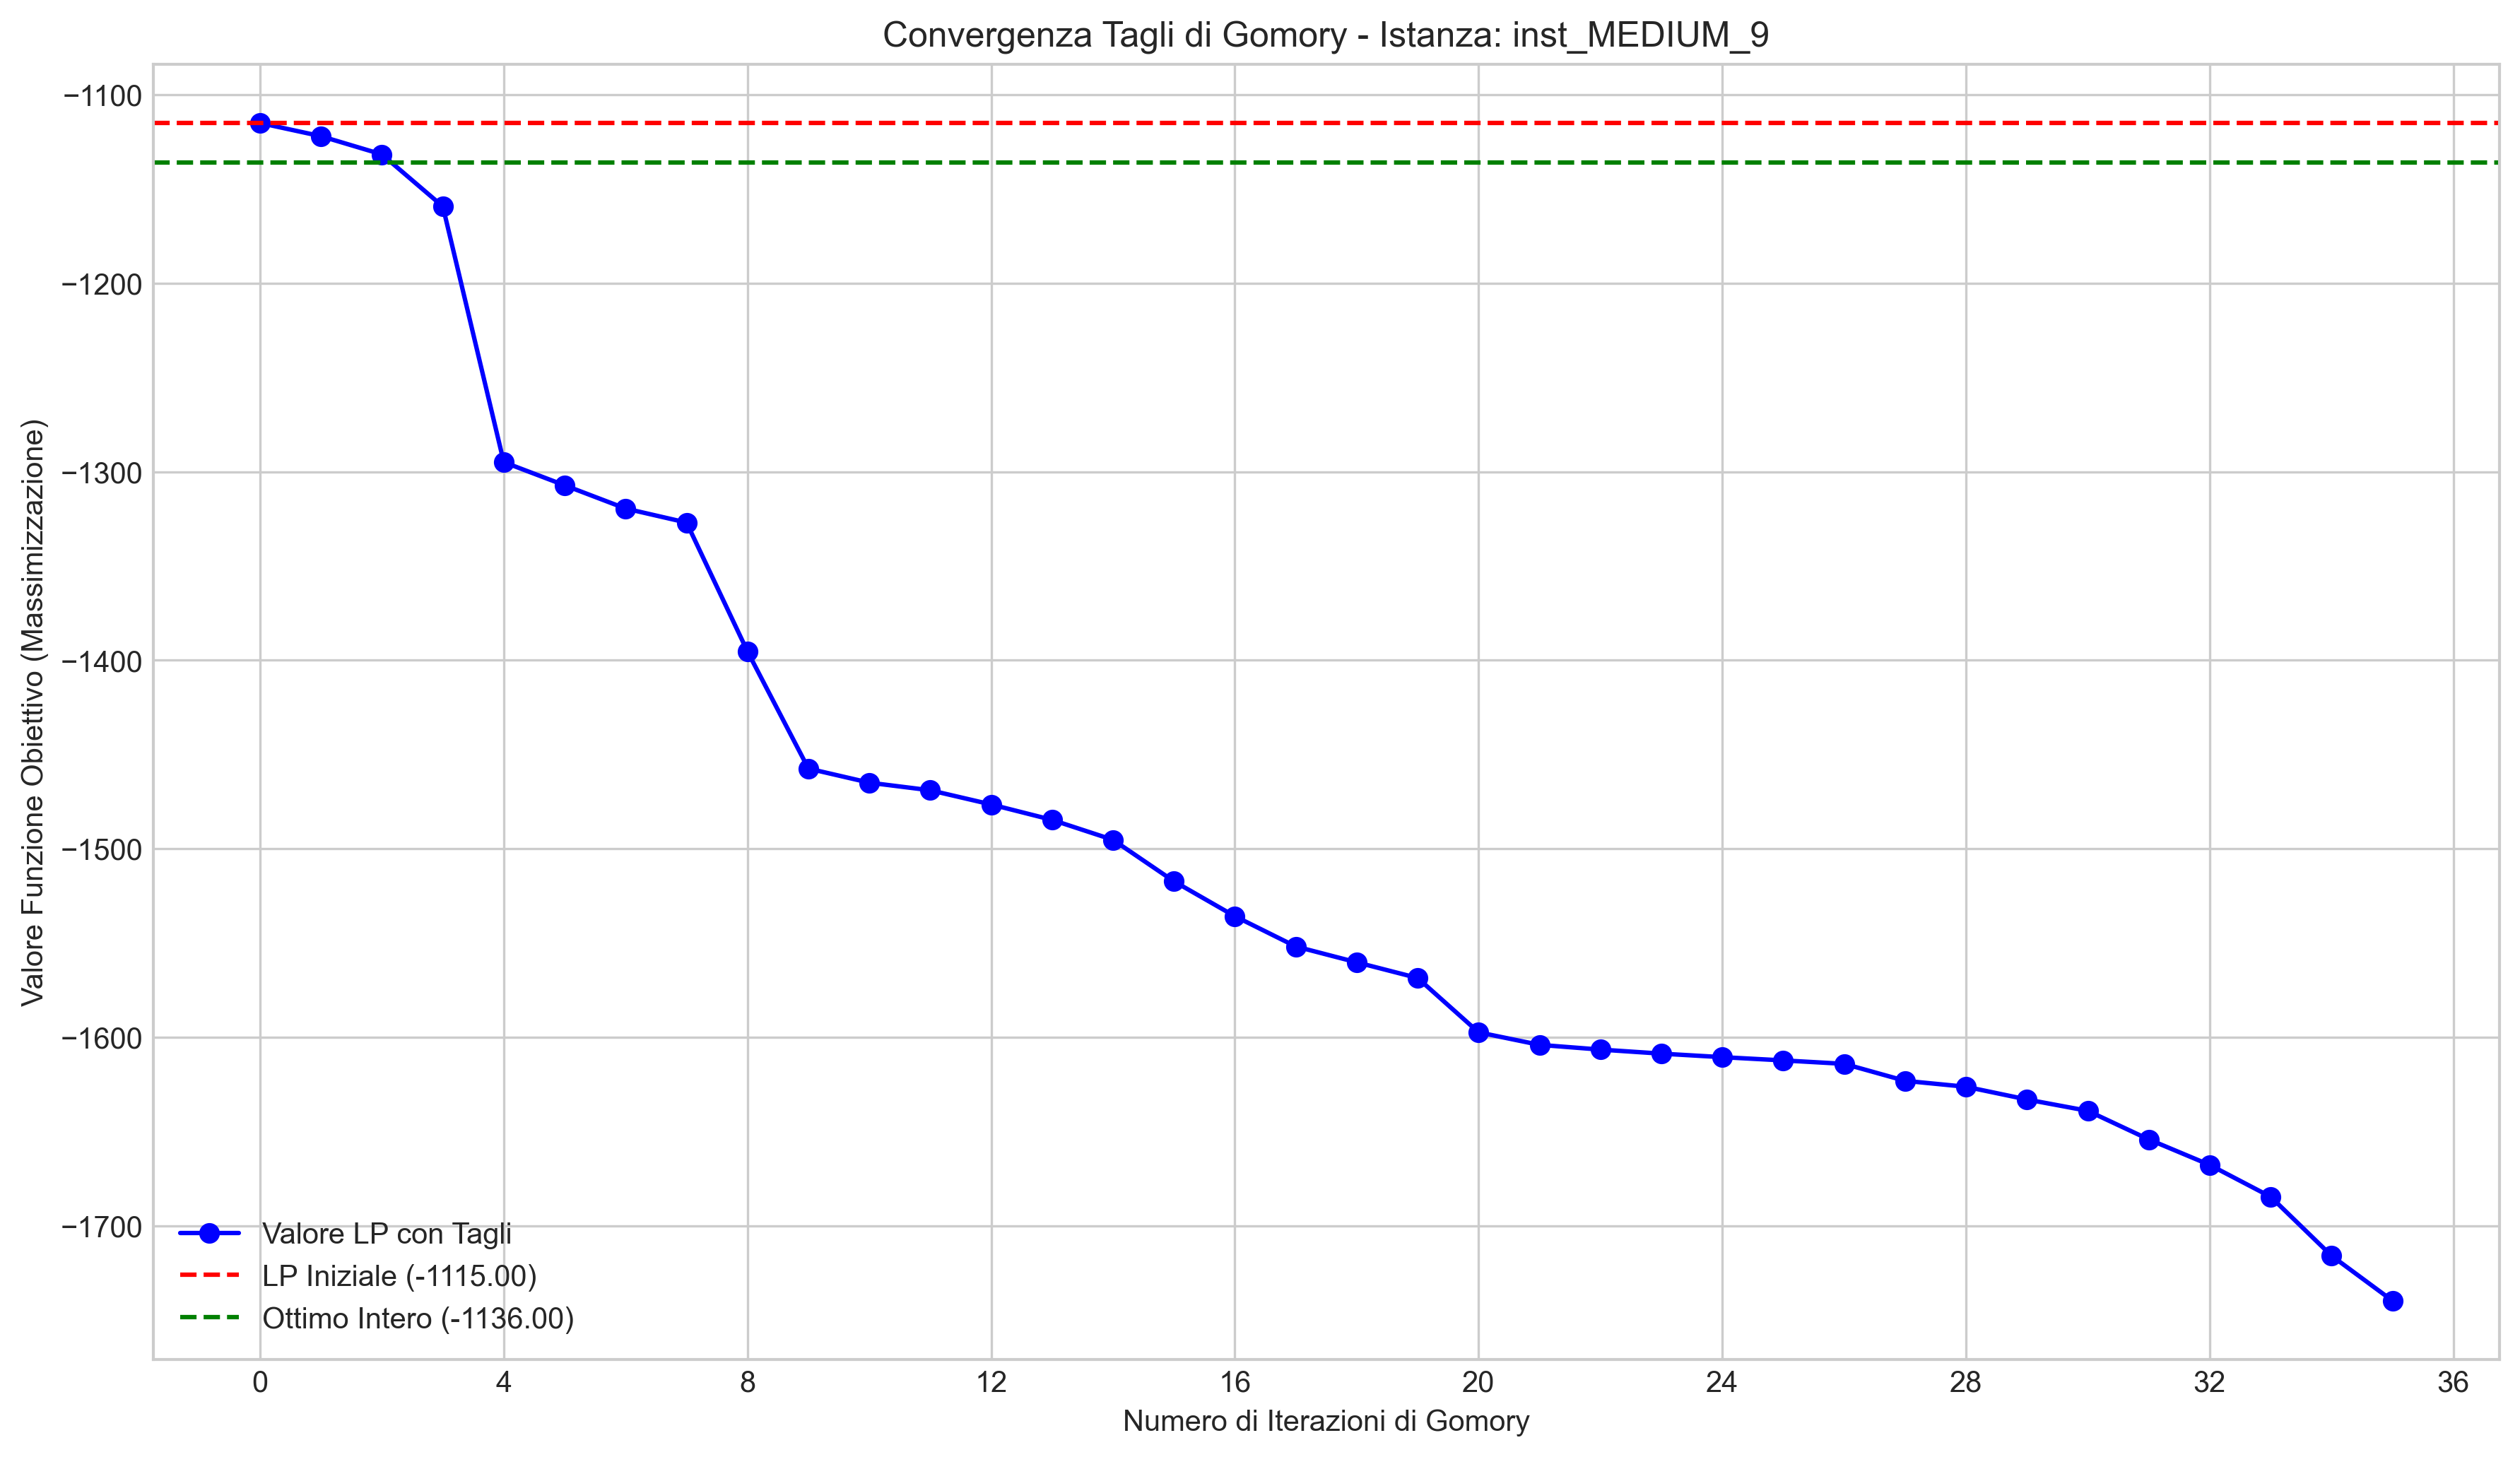 Convergenza Tagli di Gomory - Istanza: inst_MEDIUM_9
Valore Funzione Obiettivo (Massimizzazione)
−1100
−1200
−1300
−1400
−1500
−1600
−1700
Valore LP con Tagli
LP Iniziale (-1115.00)
Ottimo Intero (-1136.00)
0 4 8 12 16 20 24 28 32 36
Numero di Iterazioni di Gomory